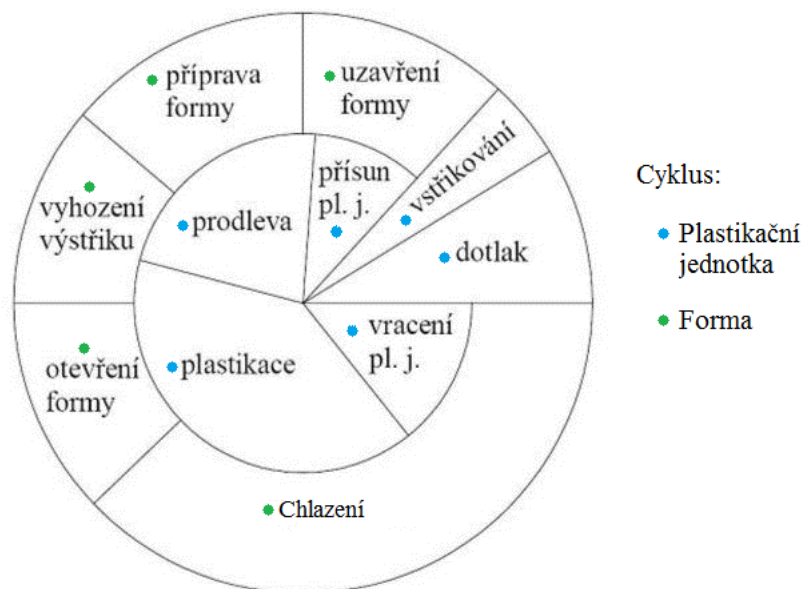 příprava
formy
uzavření
formy
vstřikování
přísun
pl. j.
prodleva
vyhození
výstřiku
dotlak
vracení
pl. j.
plastikace
otevření
formy
Chlazení
Cyklus:
Plastikační
jednotka
Forma